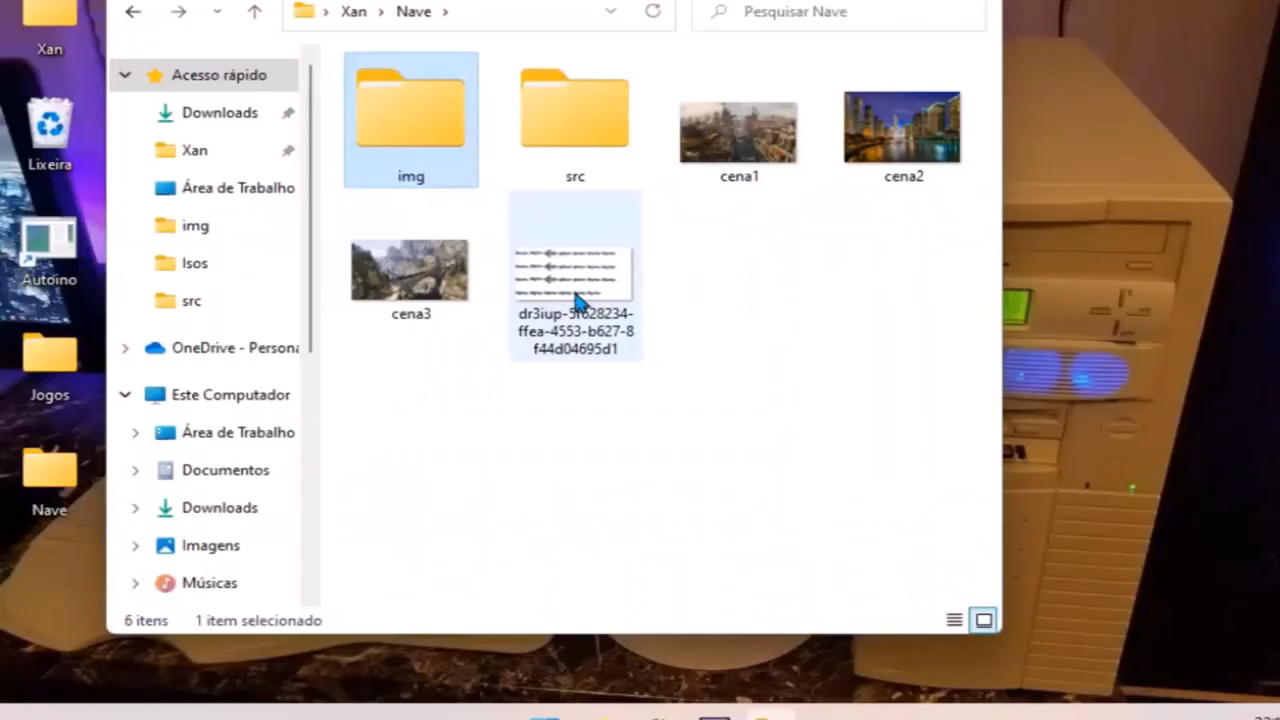 Xan
Lixeira
Autoino
Jogos
Nave
Xan
Nave
Pesquisar Nave
Acesso rápido
Downloads
Xan
Área de Trabalho
img
Isos
src
OneDrive - Persona
Este Computador
Área de Trabalho
Documentos
Downloads
Imagens
Músicas
img
src
cena1
cena2
cena3
dr3iup-5f628234-
ffea-4553-b627-8
f44d04695d1
6 itens
1 item selecionado